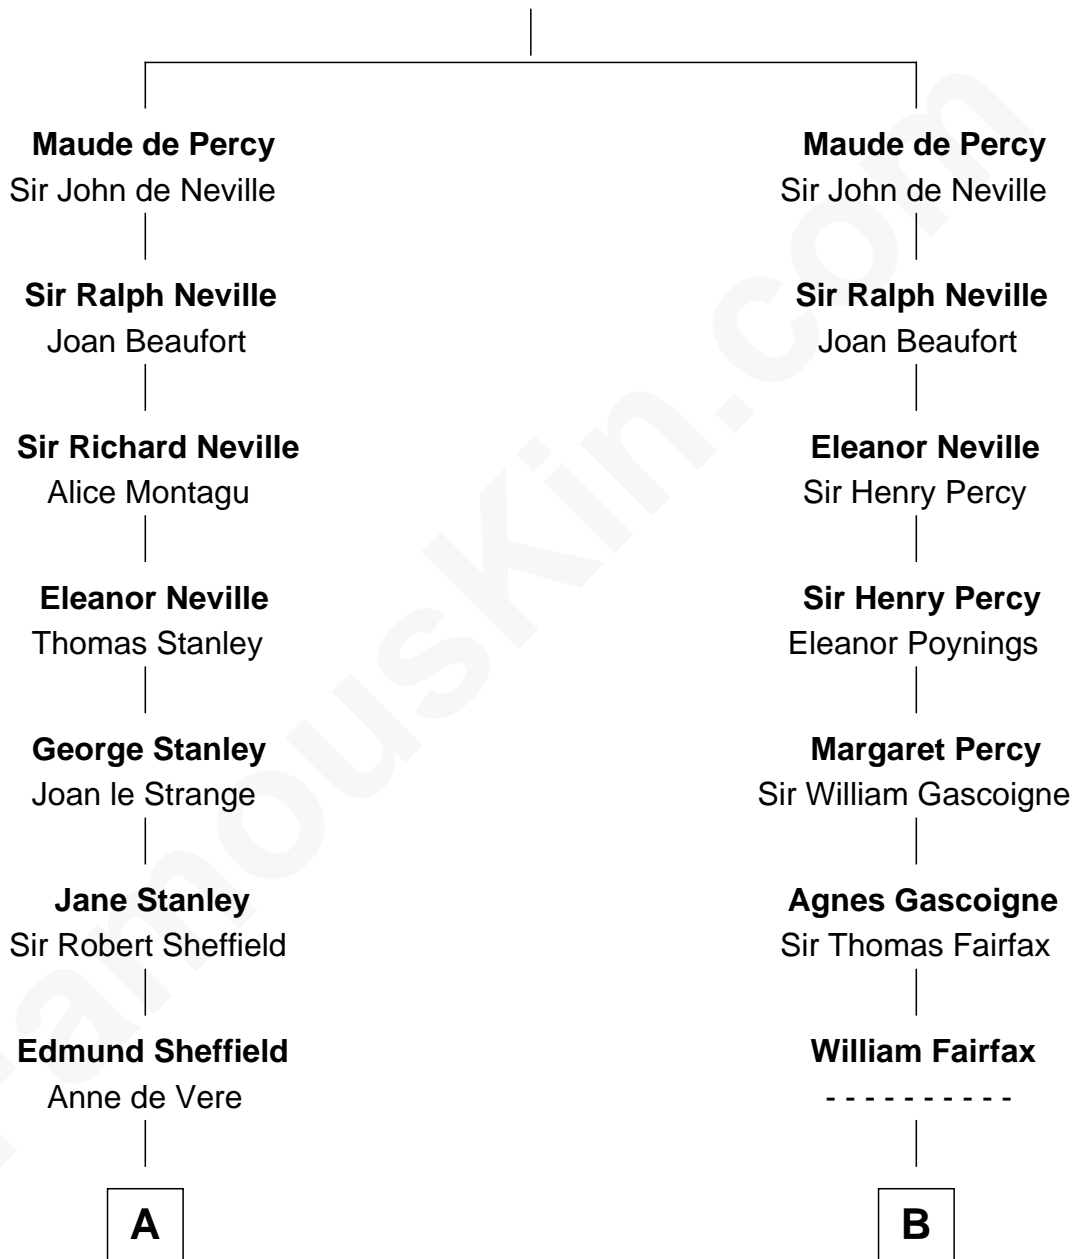 Maude de Percy
Sir John de Neville
Sir Ralph Neville
Joan Beaufort
Sir Richard Neville
Alice Montagu
Eleanor Neville
Thomas Stanley
George Stanley
Joan le Strange
Jane Stanley
Sir Robert Sheffield
Edmund Sheffield
Anne de Vere
A
Maude de Percy
Sir John de Neville
Sir Ralph Neville
Joan Beaufort
Eleanor Neville
Sir Henry Percy
Sir Henry Percy
Eleanor Poynings
Margaret Percy
Sir William Gascoigne
Agnes Gascoigne
Sir Thomas Fairfax
William Fairfax
- - - - - - - - - -
B
FamousKin.com